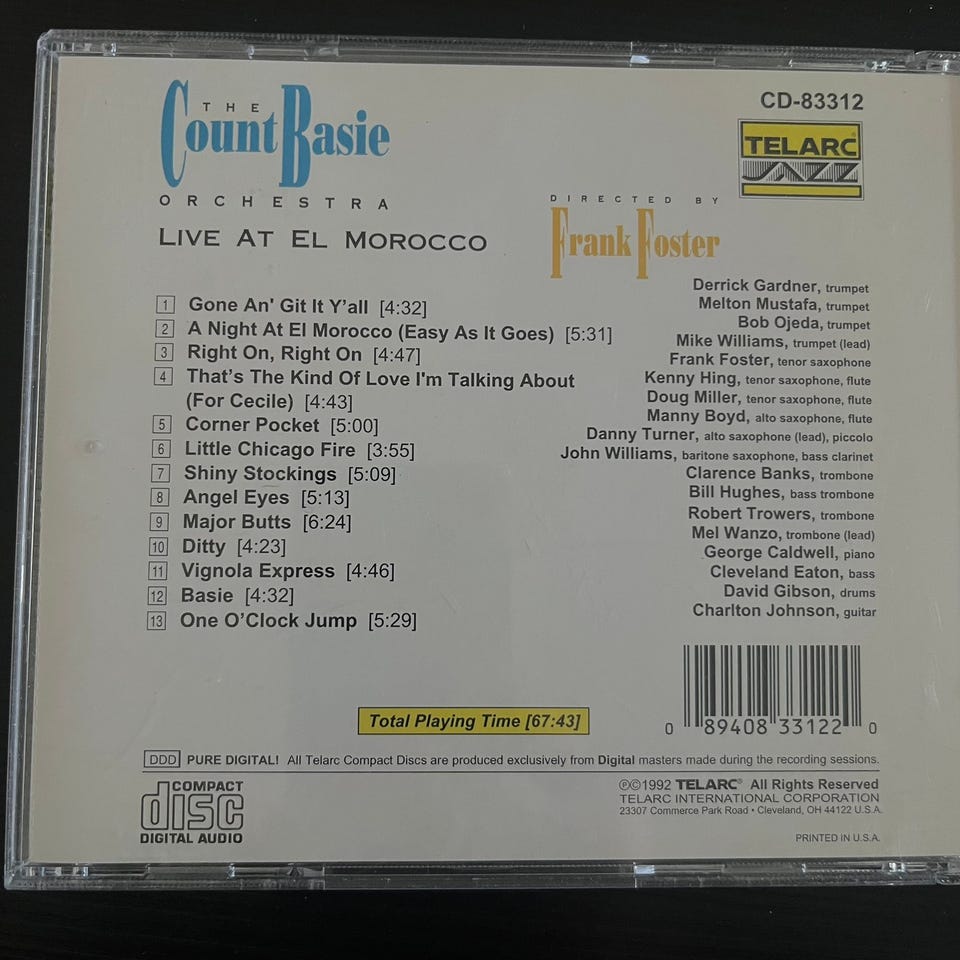 THE
Count Basie
ORCHESTRA
LIVE AT EL MOROCCO
CD-83312
TELARC
JAZZ
DIRECTED BY
Frank Foster
1 Gone An' Git It Y'all [4:32]
2 A Night At El Morocco (Easy As It Goes) [5:31]
3 Right On, Right On [4:47]
4 That's The Kind Of Love I'm Talking About
(For Cecile) [4:43]
5 Corner Pocket [5:00]
6 Little Chicago Fire [3:55]
7 Shiny Stockings [5:09]
8 Angel Eyes [5:13]
9 Major Butts [6:24]
10 Ditty [4:23]
11 Vignola Express [4:46]
12 Basie [4:32]
13 One O'Clock Jump [5:29]
Derrick Gardner, trumpet
Melton Mustafa, trumpet
Bob Ojeda, trumpet
Mike Williams, trumpet (lead)
Frank Foster, tenor saxophone
Kenny Hing, tenor saxophone, flute
Doug Miller, tenor saxophone, flute
Manny Boyd, alto saxophone, flute
Danny Turner, alto saxophone (lead), piccolo
John Williams, baritone saxophone, bass clarinet
Clarence Banks, trombone
Bill Hughes, bass trombone
Robert Trowers, trombone
Mel Wanzo, trombone (lead)
George Caldwell, piano
Cleveland Eaton, bass
David Gibson, drums
Charlton Johnson, guitar
Total Playing Time [67:43]
0 89408 33122 0
DDD PURE DIGITAL! All Telarc Compact Discs are produced exclusively from Digital masters made during the recording sessions.
COMPACT
disc
DIGITAL AUDIO
℗©1992 TELARC® All Rights Reserved
TELARC INTERNATIONAL CORPORATION
23307 Commerce Park Road • Cleveland, OH 44122 U.S.A.
PRINTED IN U.S.A.